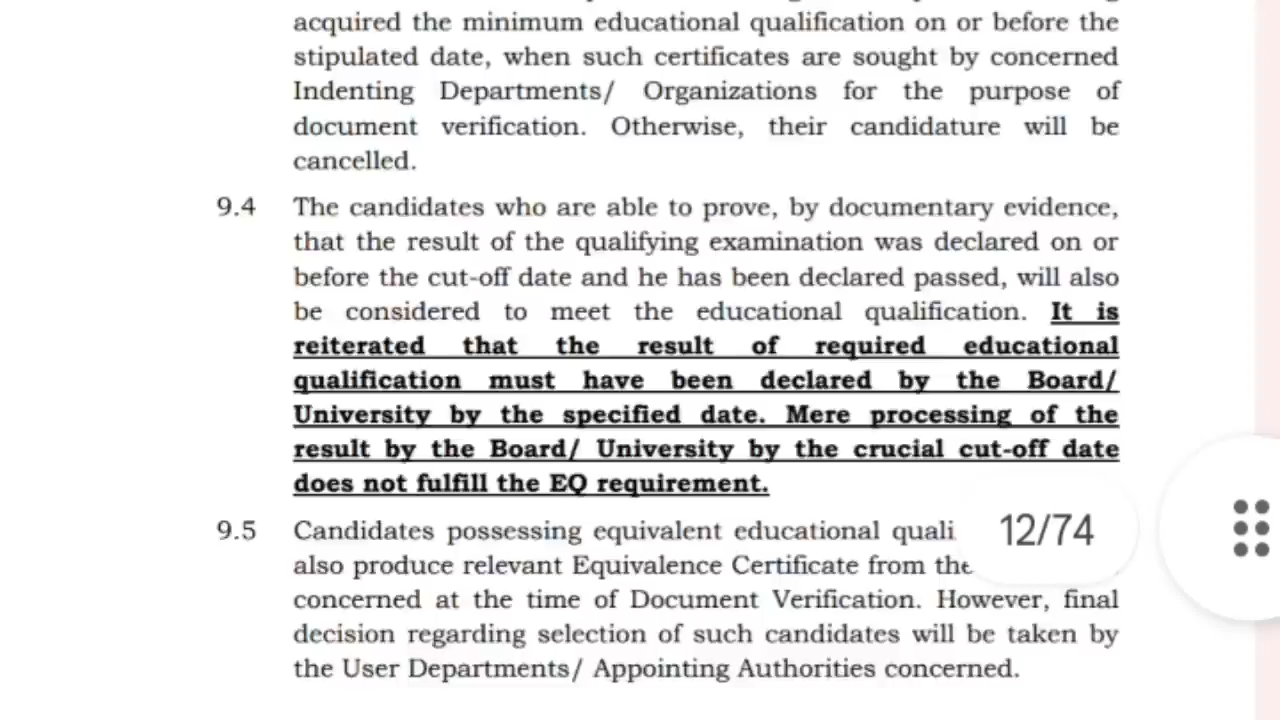 acquired the minimum educational qualification on or before the
stipulated date, when such certificates are sought by concerned
Indenting Departments/ Organizations for the purpose of
document verification. Otherwise, their candidature will be
cancelled.
9.4 The candidates who are able to prove, by documentary evidence,
that the result of the qualifying examination was declared on or
before the cut-off date and he has been declared passed, will also
be considered to meet the educational qualification. It is
reiterated that the result of required educational
qualification must have been declared by the Board/
University by the specified date. Mere processing of the
result by the Board/ University by the crucial cut-off date
does not fulfill the EQ requirement.
9.5 Candidates possessing equivalent educational quali
12/74
also produce relevant Equivalence Certificate from the
concerned at the time of Document Verification. However, final
decision regarding selection of such candidates will be taken by
the User Departments/ Appointing Authorities concerned.